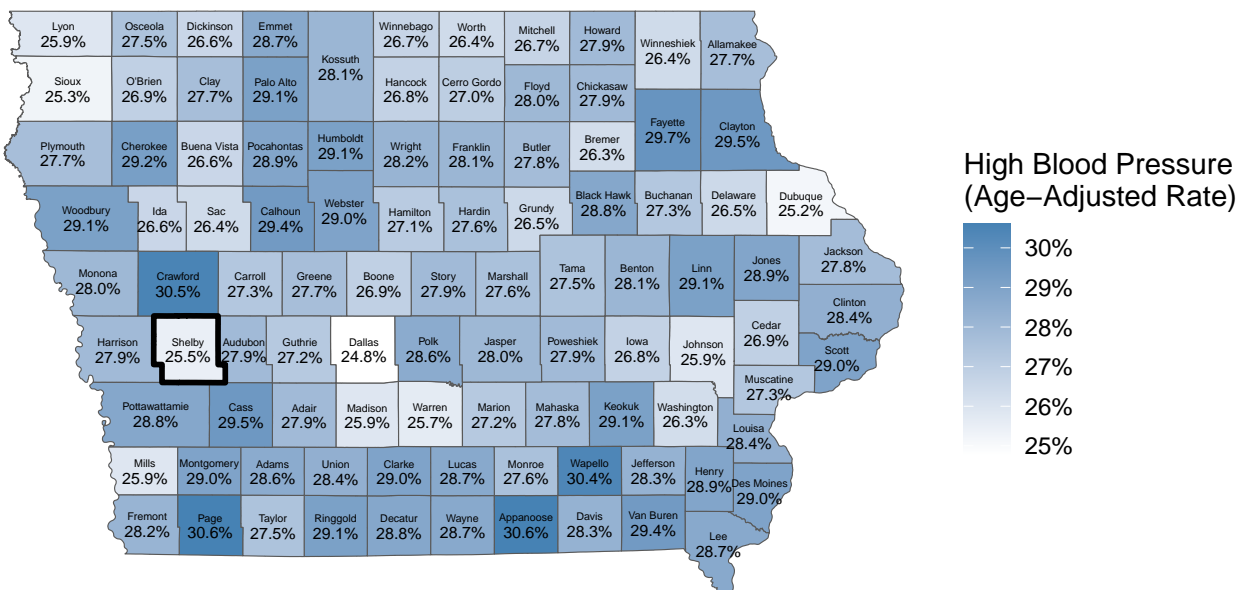 Lyon
25.9%
Osceola
27.5%
Dickinson
26.6%
Emmet
28.7%
Kossuth
28.1%
Winnebago
26.7%
Worth
26.4%
Mitchell
26.7%
Howard
27.9%
Winneshiek
26.4%
Allamakee
27.7%
Sioux
25.3%
O'Brien
26.9%
Clay
27.7%
Palo Alto
29.1%
Hancock
26.8%
Cerro Gordo
27.0%
Floyd
28.0%
Chickasaw
27.9%
Plymouth
27.7%
Cherokee
29.2%
Buena Vista
26.6%
Pocahontas
28.9%
Humboldt
29.1%
Wright
28.2%
Franklin
28.1%
Butler
27.8%
Bremer
26.3%
Fayette
29.7%
Clayton
29.5%
Woodbury
29.1%
Ida
26.6%
Sac
26.4%
Calhoun
29.4%
Webster
29.0%
Hamilton
27.1%
Hardin
27.6%
Grundy
26.5%
Black Hawk
28.8%
Buchanan
27.3%
Delaware
26.5%
Dubuque
25.2%
Monona
28.0%
Crawford
30.5%
Carroll
27.3%
Greene
27.7%
Boone
26.9%
Story
27.9%
Marshall
27.6%
Tama
27.5%
Benton
28.1%
Linn
29.1%
Jones
28.9%
Jackson
27.8%
Clinton
28.4%
Harrison
27.9%
Shelby
25.5%
Audubon
27.9%
Guthrie
27.2%
Dallas
24.8%
Polk
28.6%
Jasper
28.0%
Poweshiek
27.9%
Iowa
26.8%
Johnson
25.9%
Cedar
26.9%
Scott
29.0%
Muscatine
27.3%
Pottawattamie
28.8%
Cass
29.5%
Adair
27.9%
Madison
25.9%
Warren
25.7%
Marion
27.2%
Mahaska
27.8%
Keokuk
29.1%
Washington
26.3%
Louisa
28.4%
Mills
25.9%
Montgomery
29.0%
Adams
28.6%
Union
28.4%
Clarke
29.0%
Lucas
28.7%
Monroe
27.6%
Wapello
30.4%
Jefferson
28.3%
Henry
28.9%
Des Moines
29.0%
Fremont
28.2%
Page
30.6%
Taylor
27.5%
Ringgold
29.1%
Decatur
28.8%
Wayne
28.7%
Appanoose
30.6%
Davis
28.3%
Van Buren
29.4%
Lee
28.7%
High Blood Pressure
(Age−Adjusted Rate)
30%
29%
28%
27%
26%
25%